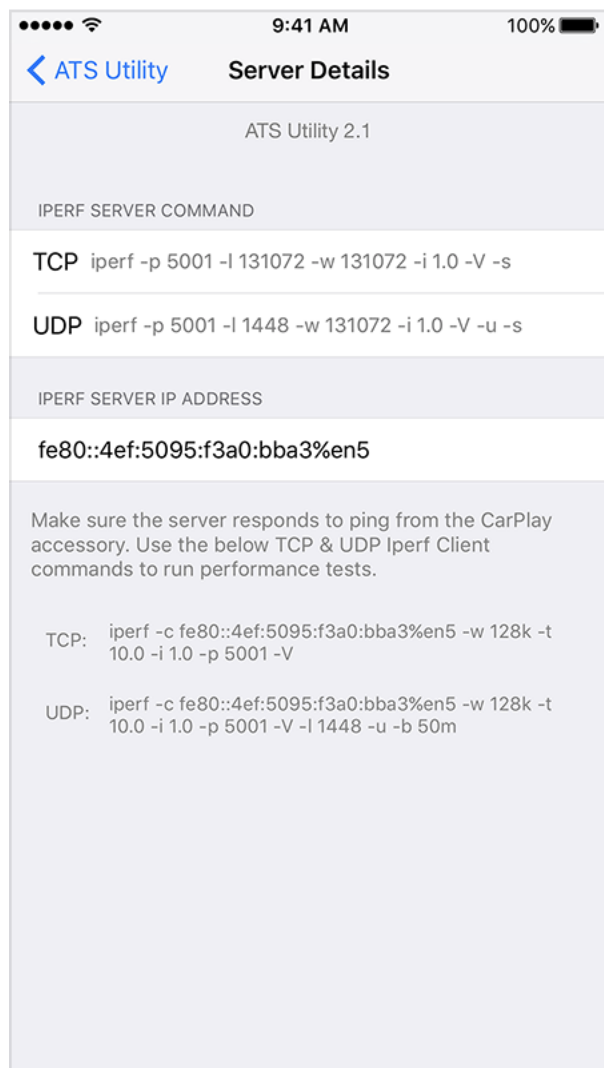 9:41 AM
100%
ATS Utility
Server Details
ATS Utility 2.1
IPERF SERVER COMMAND
TCP iperf -p 5001 -l 131072 -w 131072 -i 1.0 -V -s
UDP iperf -p 5001 -l 1448 -w 131072 -i 1.0 -V -u -s
IPERF SERVER IP ADDRESS
fe80::4ef:5095:f3a0:bba3%en5
Make sure the server responds to ping from the CarPlay
accessory. Use the below TCP & UDP Iperf Client
commands to run performance tests.
TCP: iperf -c fe80::4ef:5095:f3a0:bba3%en5 -w 128k -t
10.0 -i 1.0 -p 5001 -V
UDP: iperf -c fe80::4ef:5095:f3a0:bba3%en5 -w 128k -t
10.0 -i 1.0 -p 5001 -V -l 1448 -u -b 50m